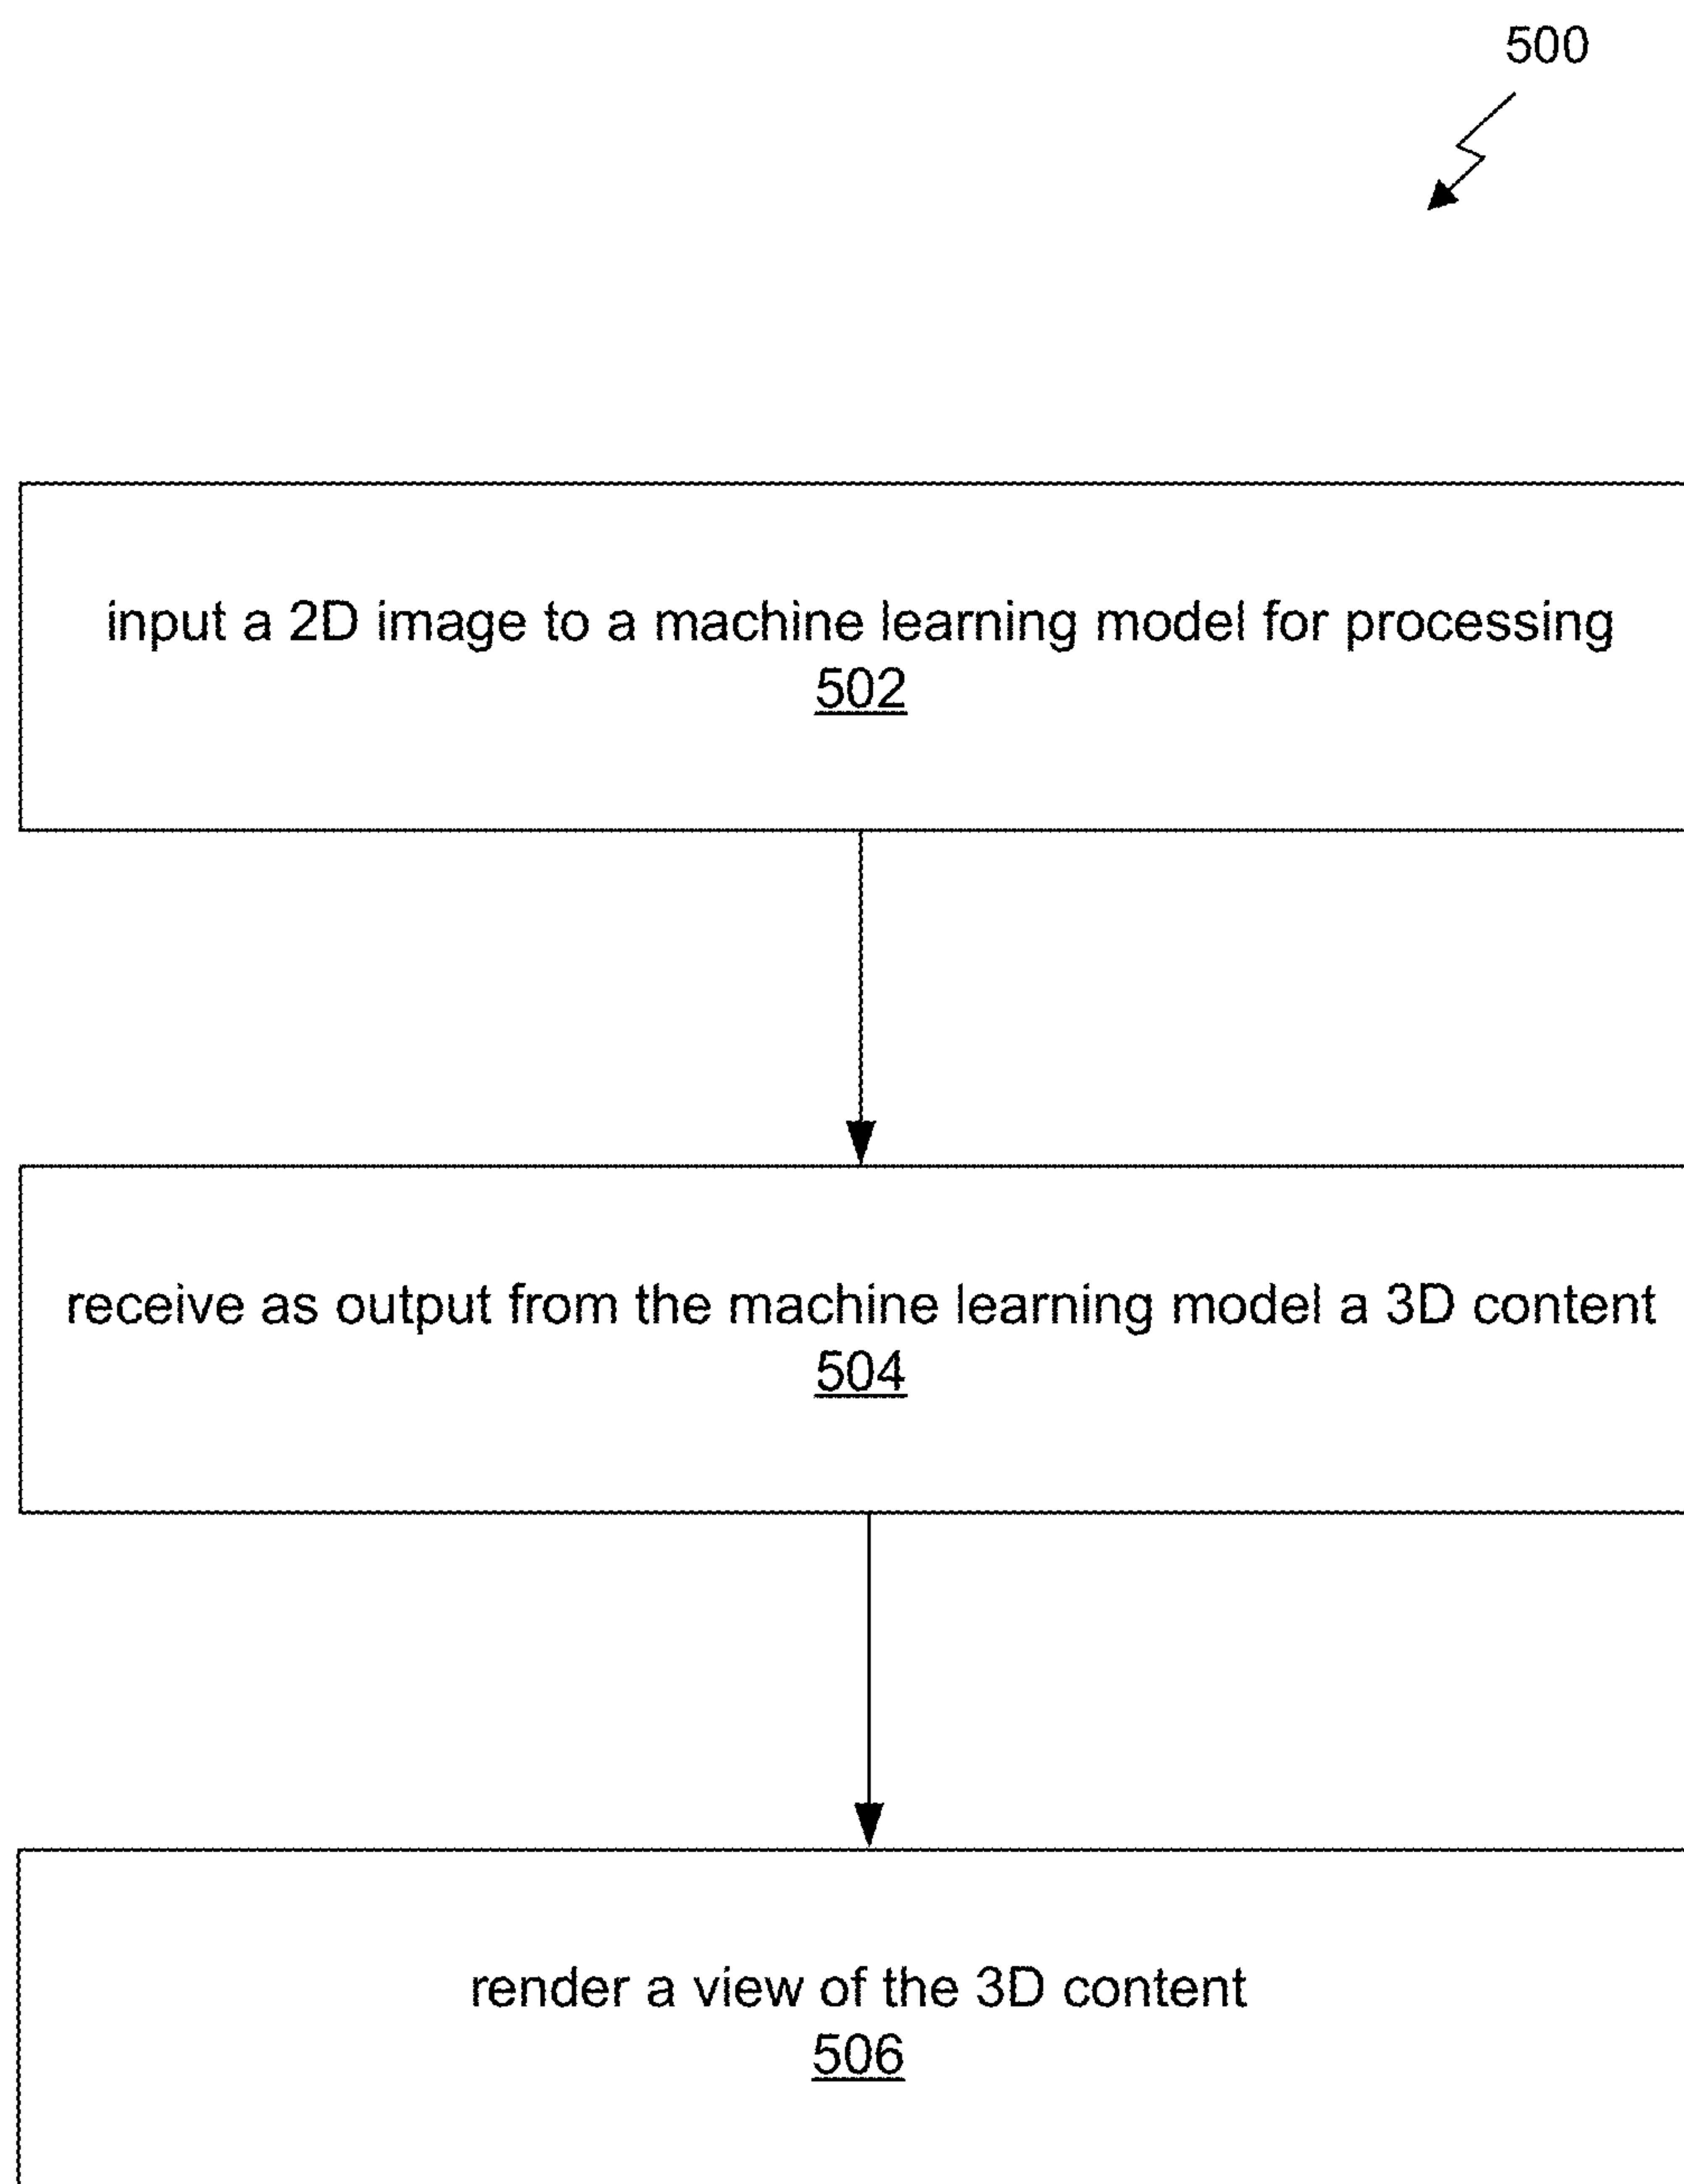 500
input a 2D image to a machine learning model for processing
502
receive as output from the machine learning model a 3D content
504
render a view of the 3D content
506